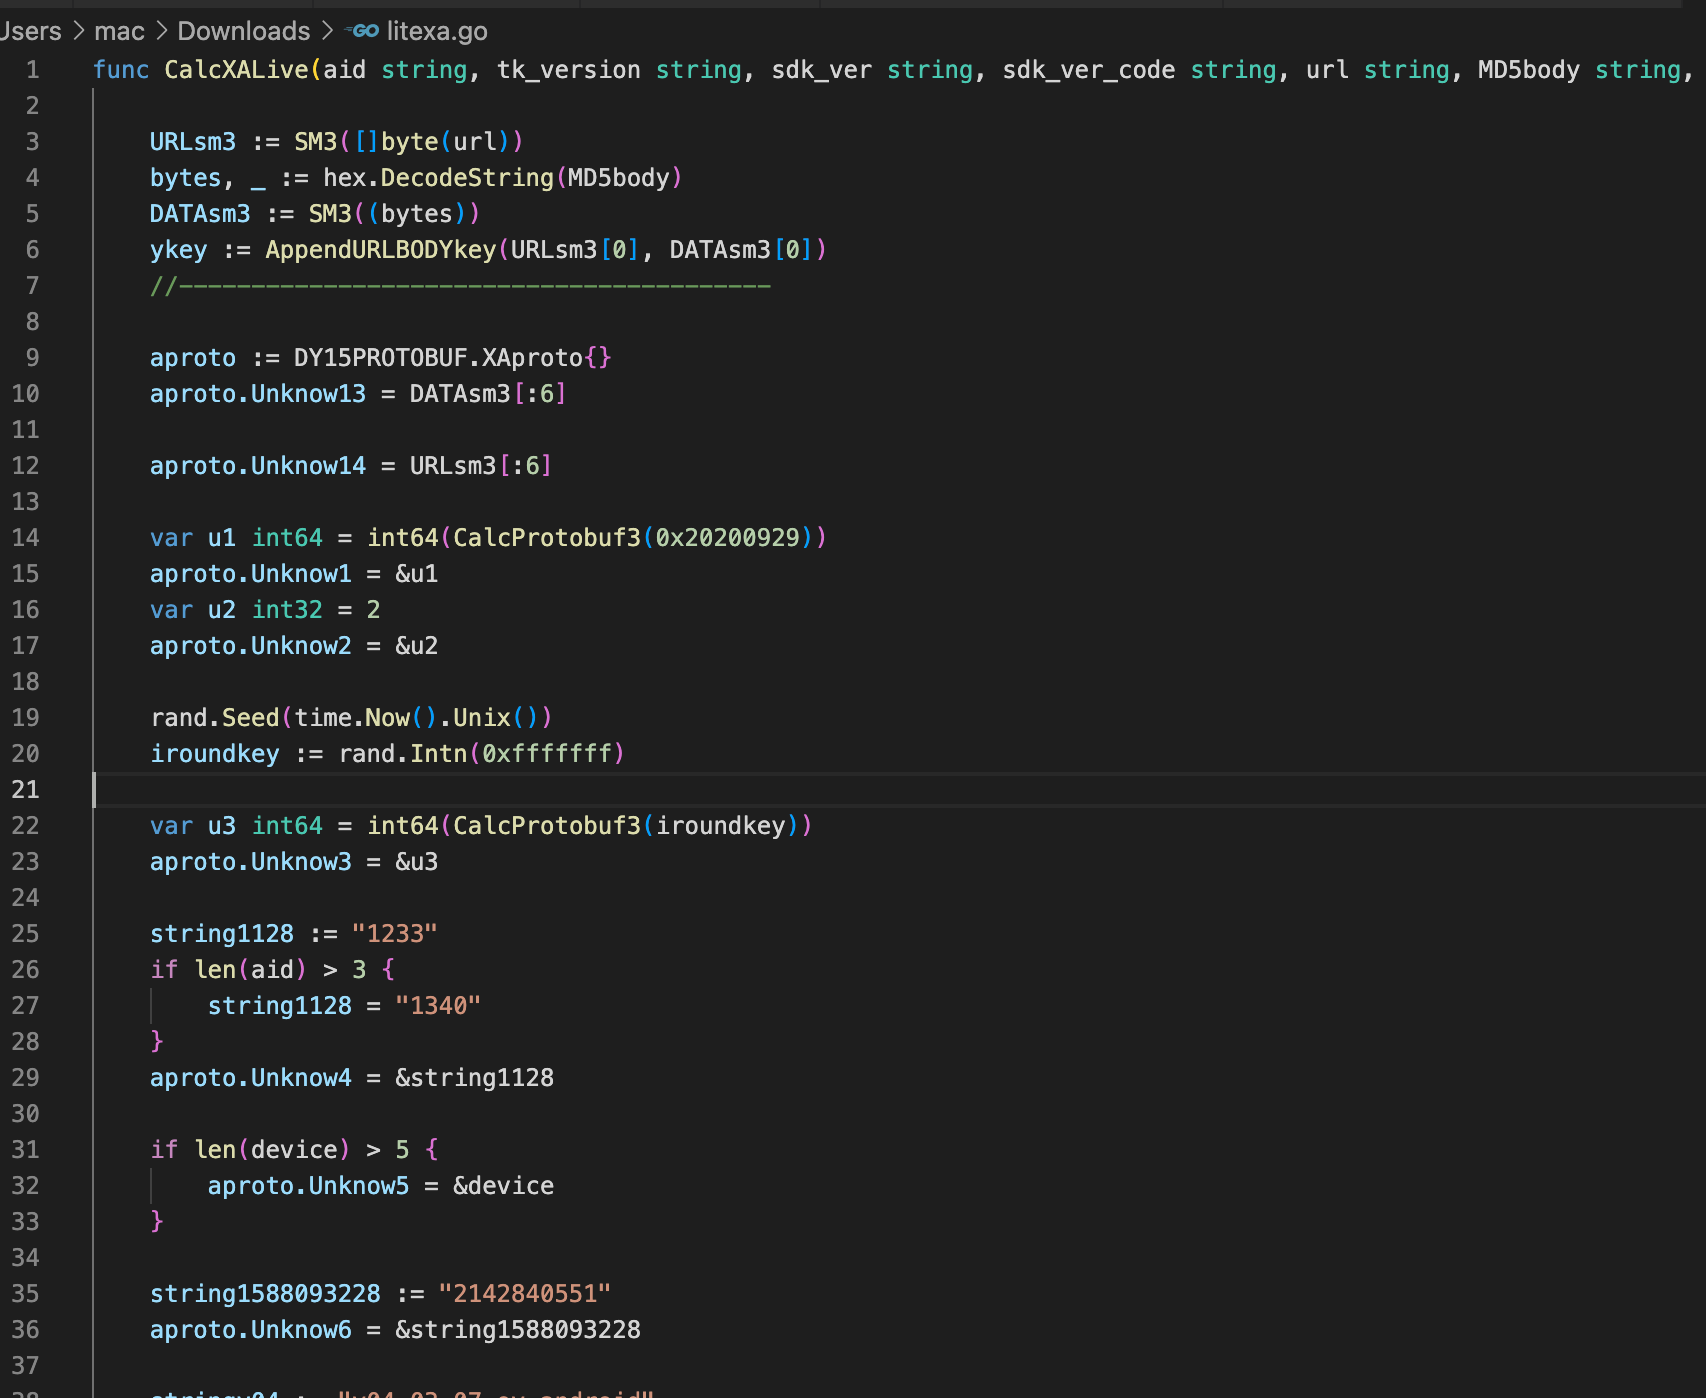 Users > mac > Downloads > GO litexa.go
1 func CalcXALive(aid string, tk_version string, sdk_ver string, sdk_ver_code string, url string, MD5body string,
2
3 URLsm3 := SM3([]byte(url))
4 bytes, _ := hex.DecodeString(MD5body)
5 DATAsm3 := SM3((bytes))
6 ykey := AppendURLBODYkey(URLsm3[0], DATAsm3[0])
7 //-----------------------------------------
8
9 aproto := DY15PROTOBUF.XAproto{}
10 aproto.Unknow13 = DATAsm3[:6]
11
12 aproto.Unknow14 = URLsm3[:6]
13
14 var u1 int64 = int64(CalcProtobuf3(0x20200929))
15 aproto.Unknow1 = &u1
16 var u2 int32 = 2
17 aproto.Unknow2 = &u2
18
19 rand.Seed(time.Now().Unix())
20 iroundkey := rand.Intn(0xfffffff)
21
22 var u3 int64 = int64(CalcProtobuf3(iroundkey))
23 aproto.Unknow3 = &u3
24
25 string1128 := "1233"
26 if len(aid) > 3 {
27 string1128 = "1340"
28 }
29 aproto.Unknow4 = &string1128
30
31 if len(device) > 5 {
32 aproto.Unknow5 = &device
33 }
34
35 string1588093228 := "2142840551"
36 aproto.Unknow6 = &string1588093228
37